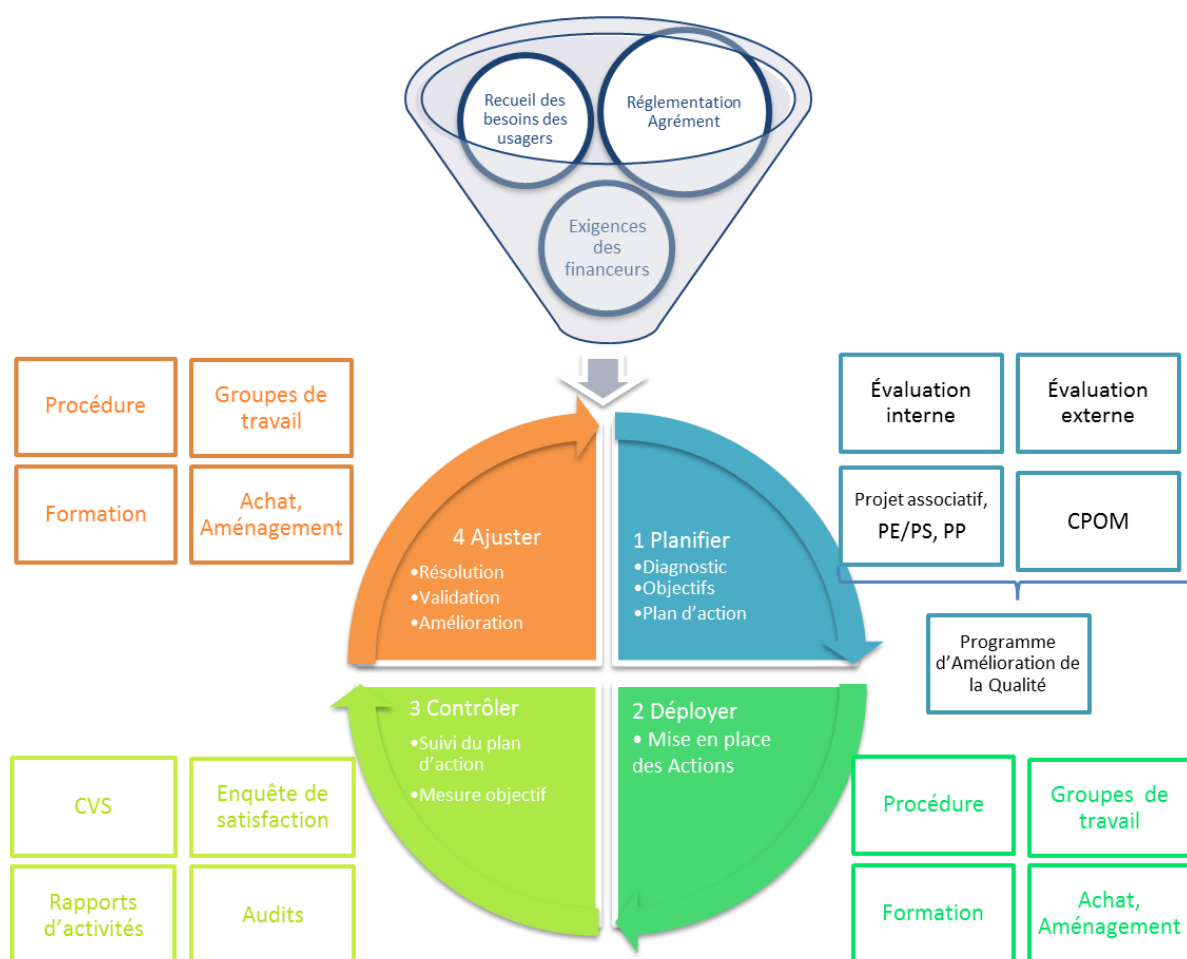 Recueil des
besoins des
usagers
Réglementation
Agrément
Exigences
des
financeurs
Procédure
Groupes de
travail
Formation
Achat,
Aménagement
Évaluation
interne
Évaluation
externe
Projet associatif,
PE/PS, PP
CPOM
Programme
d’Amélioration de
la Qualité
4 Ajuster
•Résolution
•Validation
•Amélioration
1 Planifier
•Diagnostic
•Objectifs
•Plan d’action
3 Contrôler
•Suivi du plan
d’action
•Mesure objectif
2 Déployer
• Mise en place
des Actions
CVS
Enquête de
satisfaction
Rapports
d’activités
Audits
Procédure
Groupes de
travail
Formation
Achat,
Aménagement